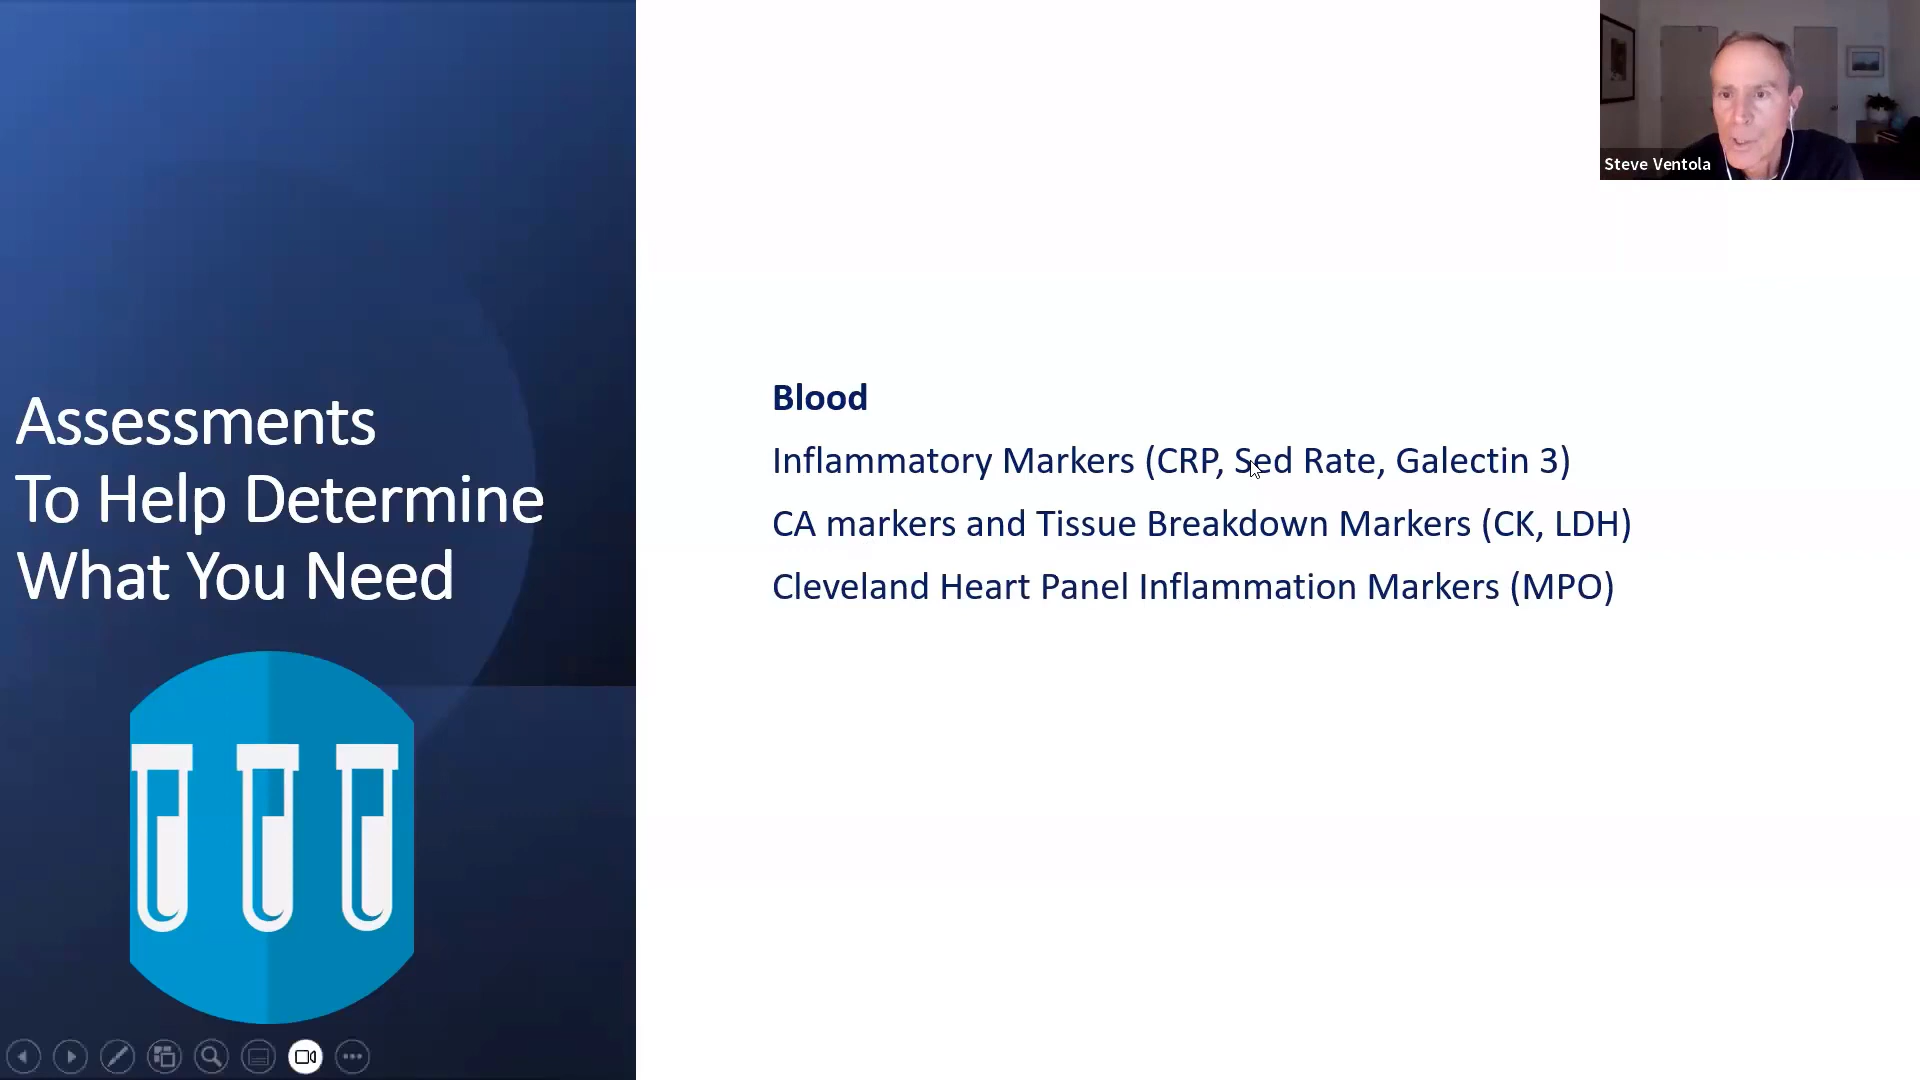 Assessments
To Help Determine
What You Need
Blood
Inflammatory Markers (CRP, Sed Rate, Galectin 3)
CA markers and Tissue Breakdown Markers (CK, LDH)
Cleveland Heart Panel Inflammation Markers (MPO)
Steve Ventola